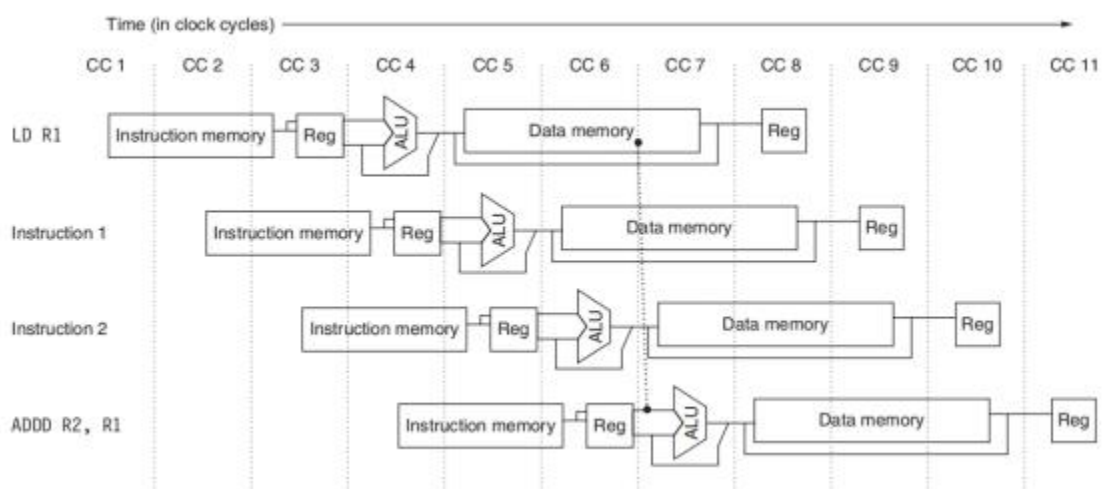 Time (in clock cycles)
CC 1 CC 2 CC 3 CC 4 CC 5 CC 6 CC 7 CC 8 CC 9 CC 10 CC 11
LD R1 Instruction memory Reg ALU Data memory Reg
Instruction 1 Instruction memory Reg ALU Data memory Reg
Instruction 2 Instruction memory Reg ALU Data memory Reg
ADDD R2, R1 Instruction memory Reg ALU Data memory Reg